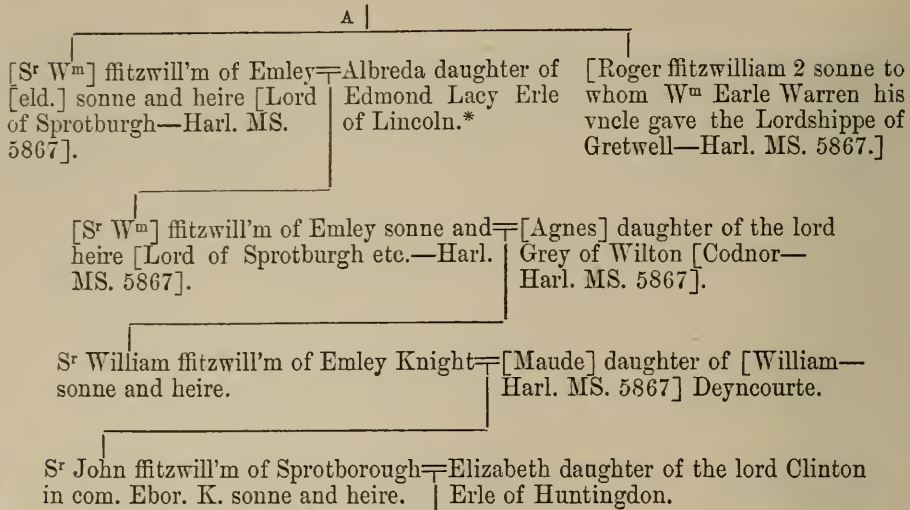 A
[Sʳ Wᵐ] ffitzwill'm of Emley
[eld.] sonne and heire [Lord
of Sprotburgh—Harl. MS.
5867].
Albreda daughter of
Edmond Lacy Erle
of Lincoln.*
[Roger ffitzwilliam 2 sonne to
whom Wᵐ Earle Warren his
vncle gave the Lordshippe of
Gretwell—Harl. MS. 5867.]
[Sʳ Wᵐ] ffitzwill'm of Emley sonne and
heire [Lord of Sprotburgh etc.—Harl.
MS. 5867].
[Agnes] daughter of the lord
Grey of Wilton [Codnor—
Harl. MS. 5867].
Sʳ William ffitzwill'm of Emley Knight
sonne and heire.
[Maude] daughter of [William—
Harl. MS. 5867] Deyncourte.
Sʳ John ffitzwill'm of Sprotborough
in com. Ebor. K. sonne and heire.
Elizabeth daughter of the lord Clinton
Erle of Huntingdon.